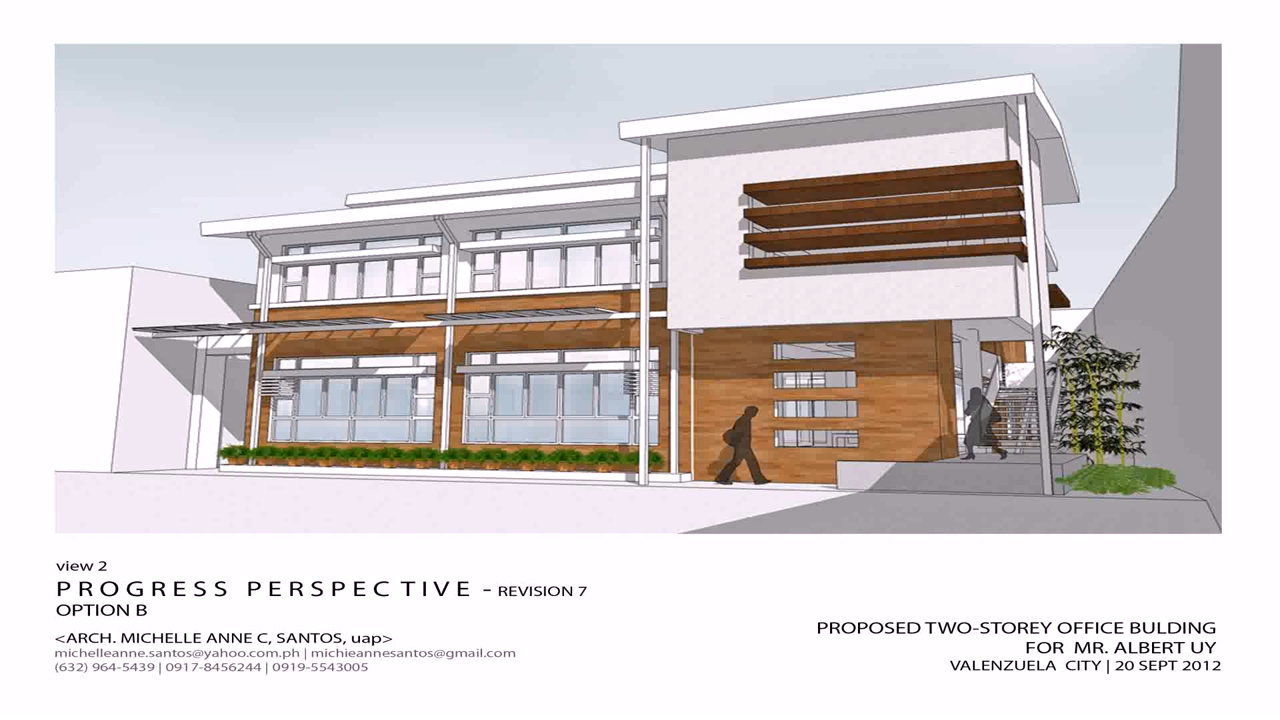 view 2
PROGRESS PERSPECTIVE - REVISION 7
OPTION B
<ARCH. MICHELLE ANNE C, SANTOS, uap>
michelleanne.santos@yahoo.com.ph | michieannesantos@gmail.com
(632) 964-5439 | 0917-8456244 | 0919-5543005
PROPOSED TWO-STOREY OFFICE BULDING
FOR MR. ALBERT UY
VALENZUELA CITY | 20 SEPT 2012